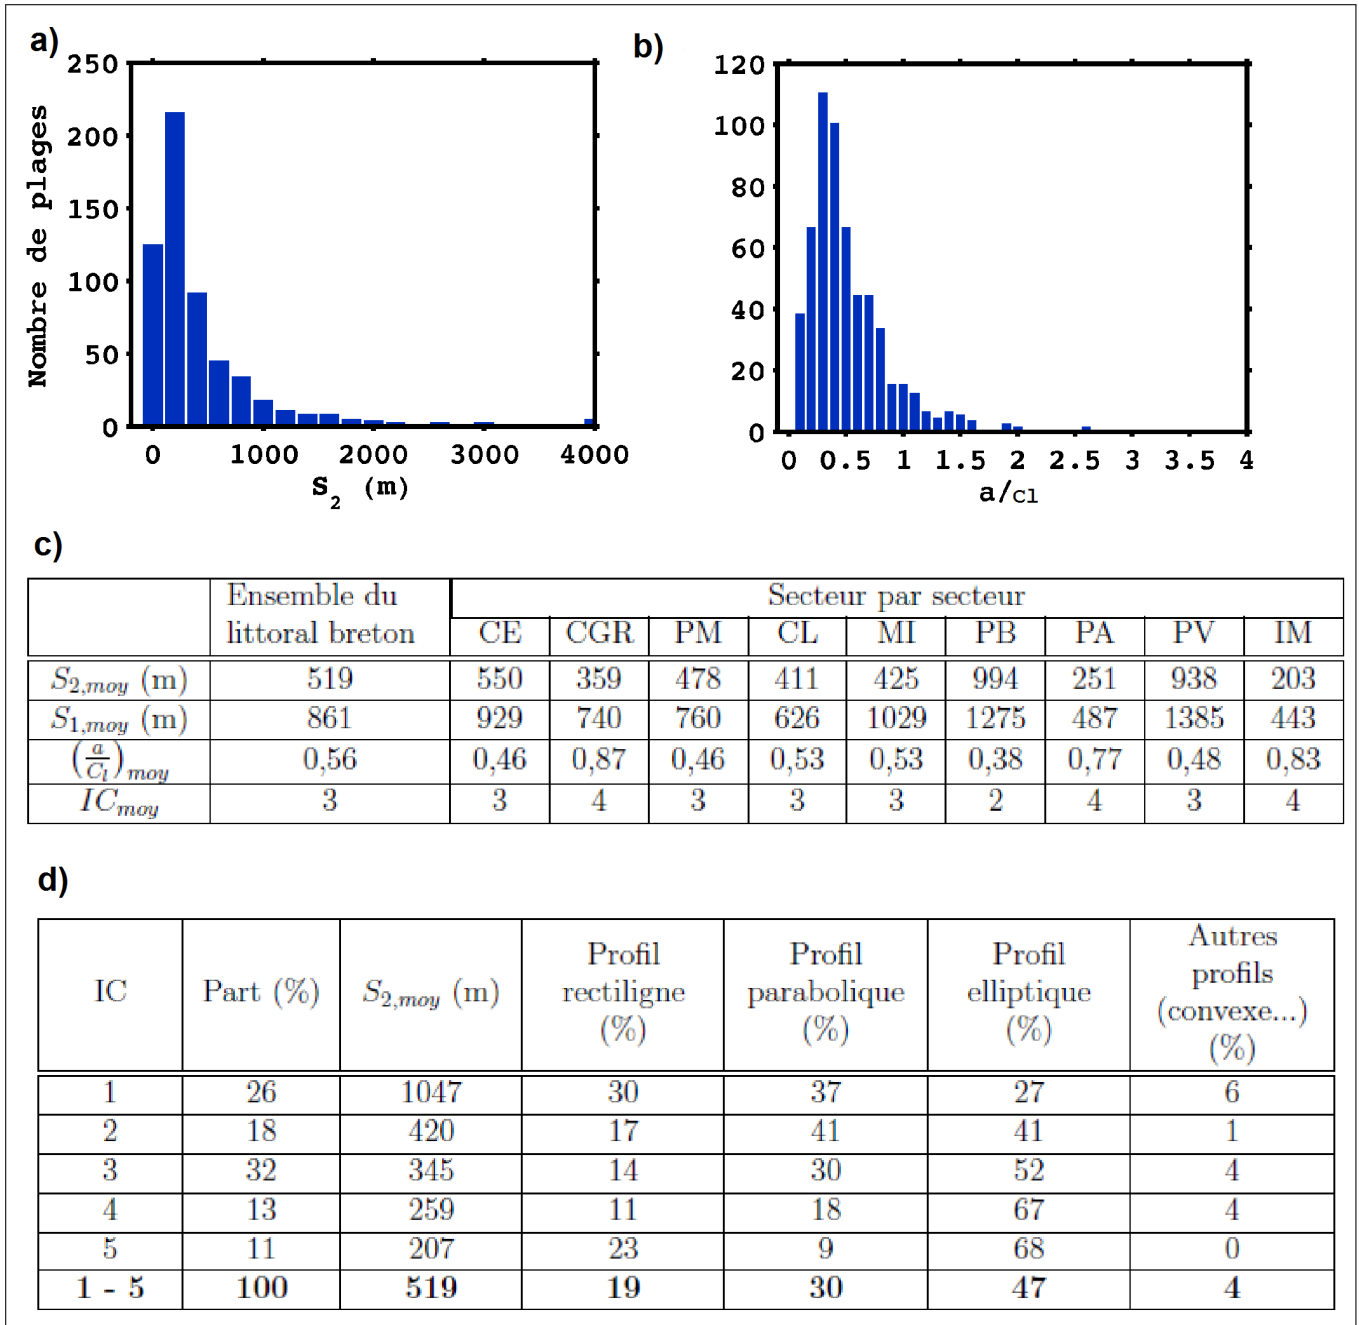 a)
250
200
150
100
50
0
Nombre de plages
0 1000 2000 3000 4000
S2 (m)
b)
120
100
80
60
40
20
0
0 0.5 1 1.5 2 2.5 3 3.5 4
a/cl
c)
Ensemble du littoral breton Secteur par secteur
CE CGR PM CL MI PB PA PV IM
S2,moy (m) 519 550 359 478 411 425 994 251 938 203
S1,moy (m) 861 929 740 760 626 1029 1275 487 1385 443
(a/Cl)moy 0,56 0,46 0,87 0,46 0,53 0,53 0,38 0,77 0,48 0,83
ICmoy 3 3 4 3 3 3 2 4 3 4
d)
IC Part (%) S2,moy (m) Profil rectiligne (%) Profil parabolique (%) Profil elliptique (%) Autres profils (convexe...) (%)
1 26 1047 30 37 27 6
2 18 420 17 41 41 1
3 32 345 14 30 52 4
4 13 259 11 18 67 4
5 11 207 23 9 68 0
1 - 5 100 519 19 30 47 4